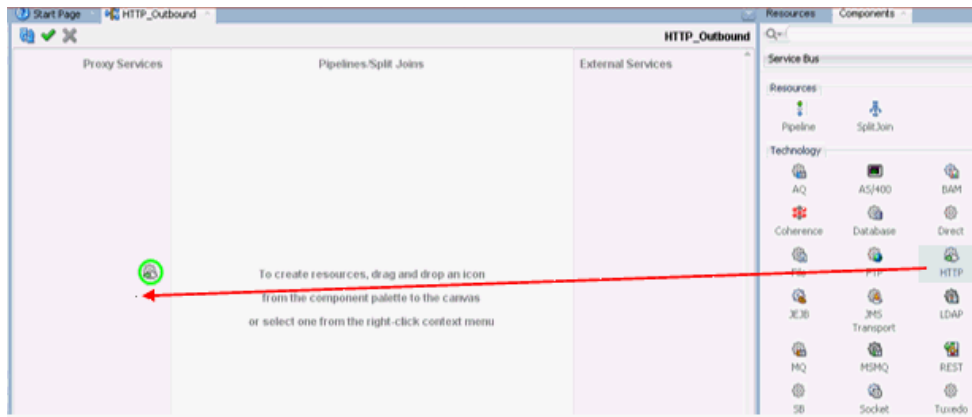 Start Page
HTTP_Outbound
Resources
Components
HTTP_Outbound
Proxy Services
Pipelines/Split Joins
External Services
Service Bus
Resources
Pipeline
SplitJoin
Technology
AQ
AS/400
BAM
Coherence
Database
Direct
To create resources, drag and drop an icon
from the component palette to the canvas
or select one from the right-click context menu
File
FTP
HTTP
JEJB
JMS
Transport
LDAP
MQ
MSMQ
REST
SB
Socket
Tuxedo